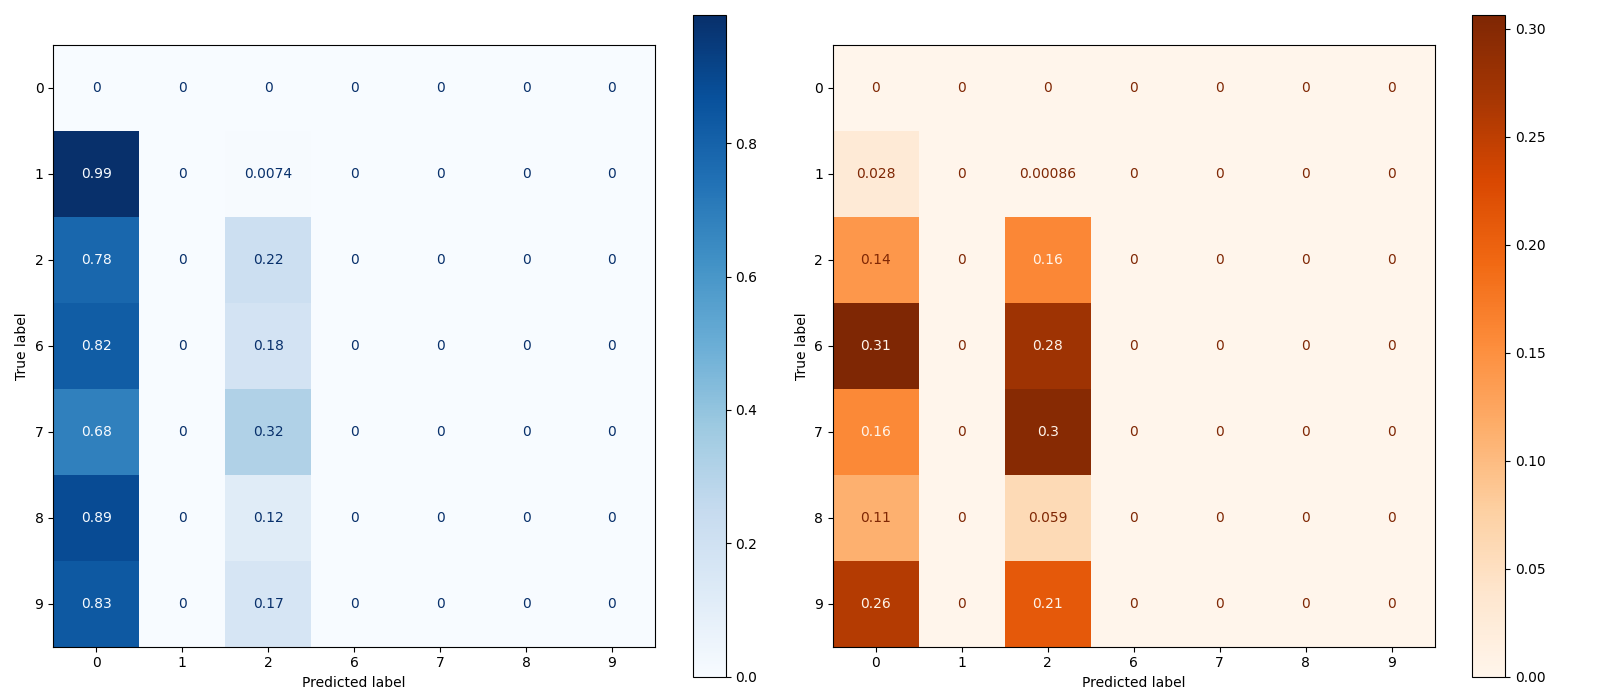 0 0 0 0 0 0 0 0
1 0.99 0 0.0074 0 0 0 0
2 0.78 0 0.22 0 0 0 0
6 0.82 0 0.18 0 0 0 0
7 0.68 0 0.32 0 0 0 0
8 0.89 0 0.12 0 0 0 0
9 0.83 0 0.17 0 0 0 0
0 1 2 6 7 8 9
Predicted label
True label
0.8
0.6
0.4
0.2
0.0
0 0 0 0 0 0 0 0
1 0.028 0 0.00086 0 0 0 0
2 0.14 0 0.16 0 0 0 0
6 0.31 0 0.28 0 0 0 0
7 0.16 0 0.3 0 0 0 0
8 0.11 0 0.059 0 0 0 0
9 0.26 0 0.21 0 0 0 0
0 1 2 6 7 8 9
Predicted label
True label
0.30
0.25
0.20
0.15
0.10
0.05
0.00